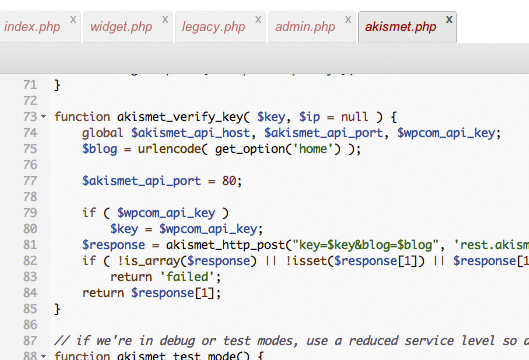 index.php x widget.php x legacy.php x admin.php x akismet.php x
71 }
72
73 function akismet_verify_key( $key, $ip = null ) {
74 global $akismet_api_host, $akismet_api_port, $wpcom_api_key;
75 $blog = urlencode( get_option('home') );
76
77 $akismet_api_port = 80;
78
79 if ( $wpcom_api_key )
80 $key = $wpcom_api_key;
81 $response = akismet_http_post("key=$key&blog=$blog", 'rest.akism
82 if ( !is_array($response) || !isset($response[1]) || $response[1
83 return 'failed';
84 return $response[1];
85 }
86
87 // if we're in debug or test modes, use a reduced service level so
88 function akismet_test_mode() {